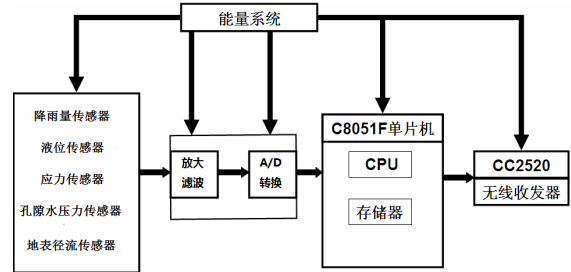 能量系统
降雨量传感器
液位传感器
应力传感器
孔隙水压力传感器
地表径流传感器
放大
滤波
A/D
转换
C8051F单片机
CPU
存储器
CC2520
无线收发器